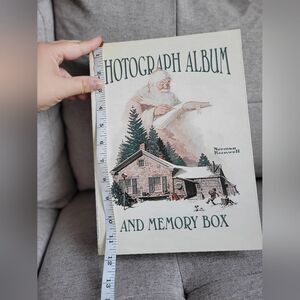 HOTOGRAPH ALBUM
Norman
Rockwell
AND MEMORY BOX